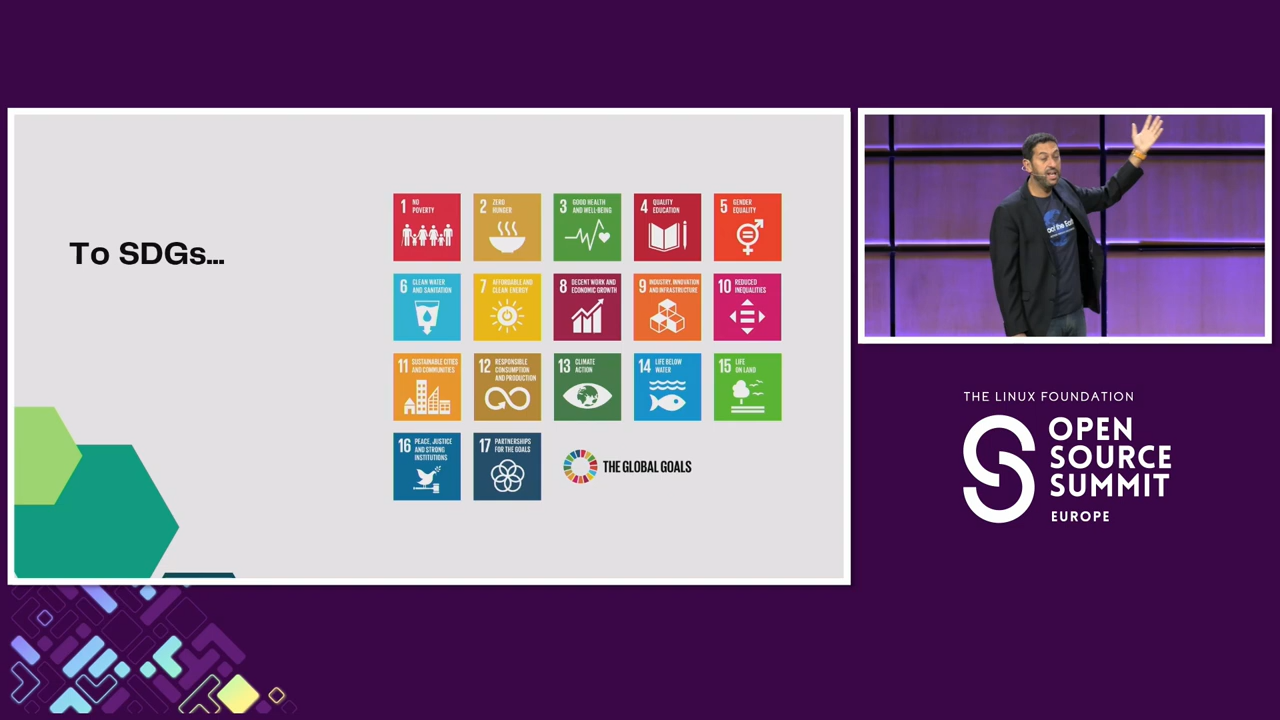 To SDGs...
1 NO
POVERTY
2 ZERO
HUNGER
3 GOOD HEALTH
AND WELL-BEING
4 QUALITY
EDUCATION
5 GENDER
EQUALITY
6 CLEAN WATER
AND SANITATION
7 AFFORDABLE AND
CLEAN ENERGY
8 DECENT WORK AND
ECONOMIC GROWTH
9 INDUSTRY, INNOVATION
AND INFRASTRUCTURE
10 REDUCED
INEQUALITIES
11 SUSTAINABLE CITIES
AND COMMUNITIES
12 RESPONSIBLE
CONSUMPTION
AND PRODUCTION
13 CLIMATE
ACTION
14 LIFE BELOW
WATER
15 LIFE
ON LAND
16 PEACE, JUSTICE
AND STRONG
INSTITUTIONS
17 PARTNERSHIPS
FOR THE GOALS
THE GLOBAL GOALS
THE LINUX FOUNDATION
OPEN
SOURCE
SUMMIT
EUROPE